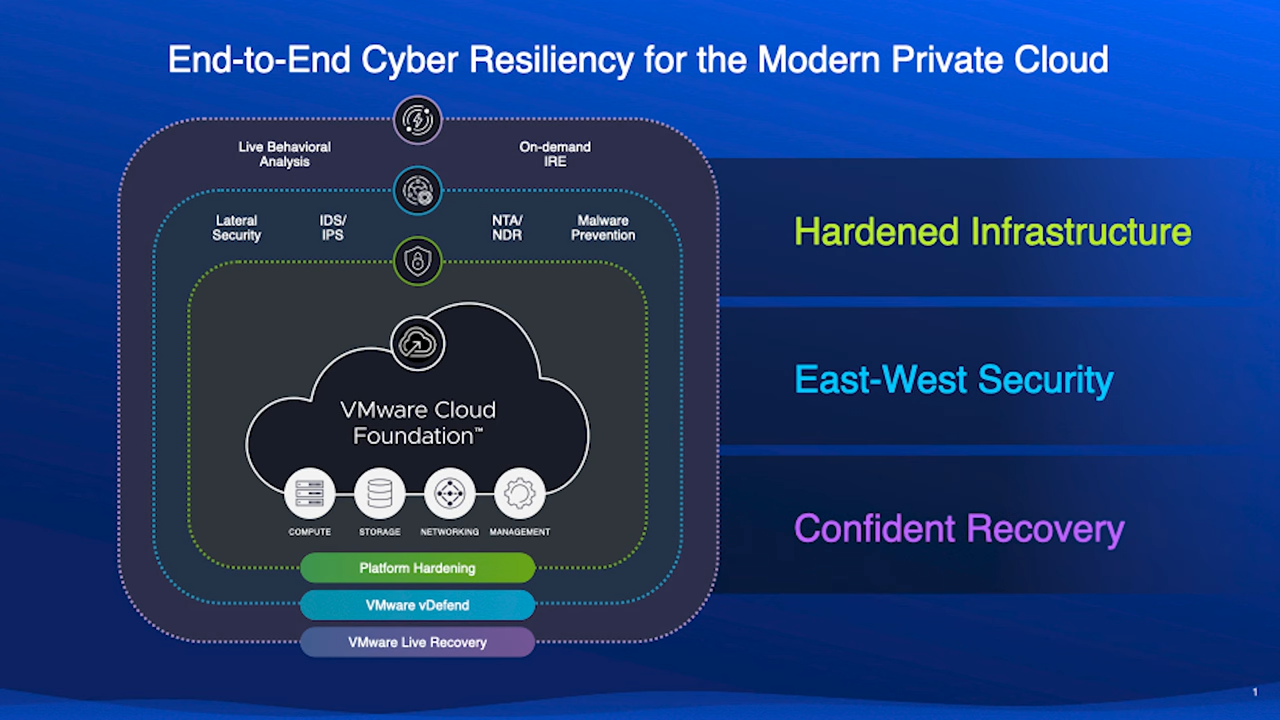 End-to-End Cyber Resiliency for the Modern Private Cloud
Live Behavioral
Analysis
On-demand
IRE
Lateral
Security
IDS/
IPS
NTA/
NDR
Malware
Prevention
VMware Cloud
Foundation™
COMPUTE
STORAGE
NETWORKING
MANAGEMENT
Platform Hardening
VMware vDefend
VMware Live Recovery
Hardened Infrastructure
East-West Security
Confident Recovery
1